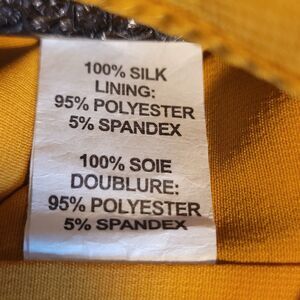 100% SILK
LINING:
95% POLYESTER
5% SPANDEX
100% SOIE
DOUBLURE:
95% POLYESTER
5% SPANDEX